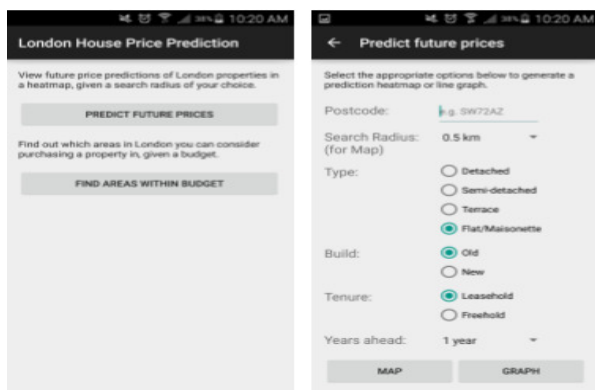 38% 10:20 AM
London House Price Prediction
View future price predictions of London properties in
a heatmap, given a search radius of your choice.
PREDICT FUTURE PRICES
Find out which areas in London you can consider
purchasing a property in, given a budget.
FIND AREAS WITHIN BUDGET
38% 10:20 AM
← Predict future prices
Select the appropriate options below to generate a
prediction heatmap or line graph.
Postcode: e.g. SW72AZ
Search Radius: 0.5 km
(for Map)
Type: Detached
Semi-detached
Terrace
Flat/Maisonette
Build: Old
New
Tenure: Leasehold
Freehold
Years ahead: 1 year
MAP GRAPH